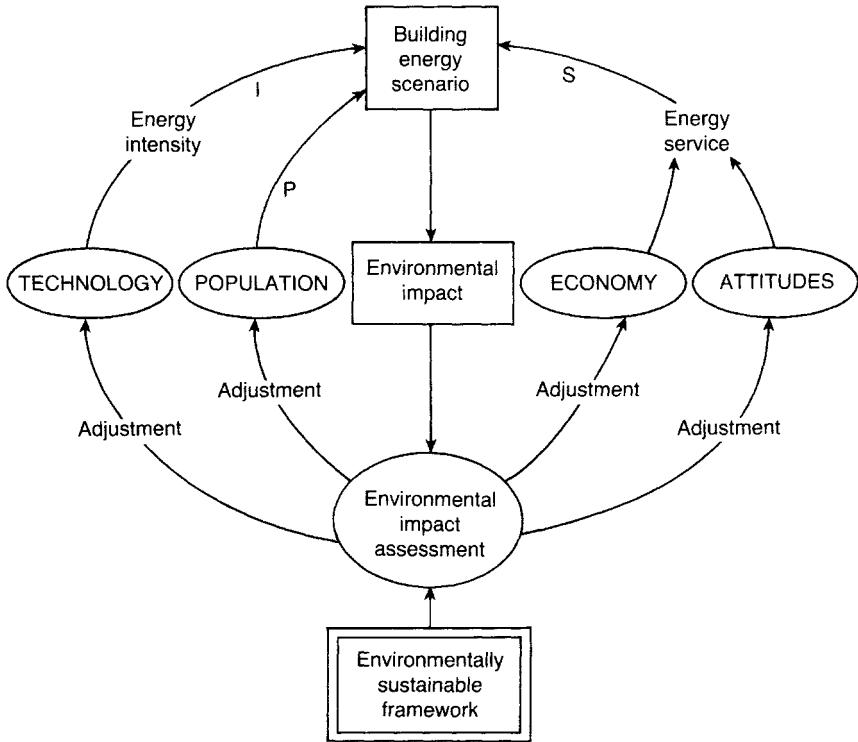 Building
energy
scenario
I
S
Energy
intensity
Energy
service
P
TECHNOLOGY
POPULATION
Environmental
impact
ECONOMY
ATTITUDES
Adjustment
Adjustment
Adjustment
Adjustment
Environmental
impact
assessment
Environmentally
sustainable
framework